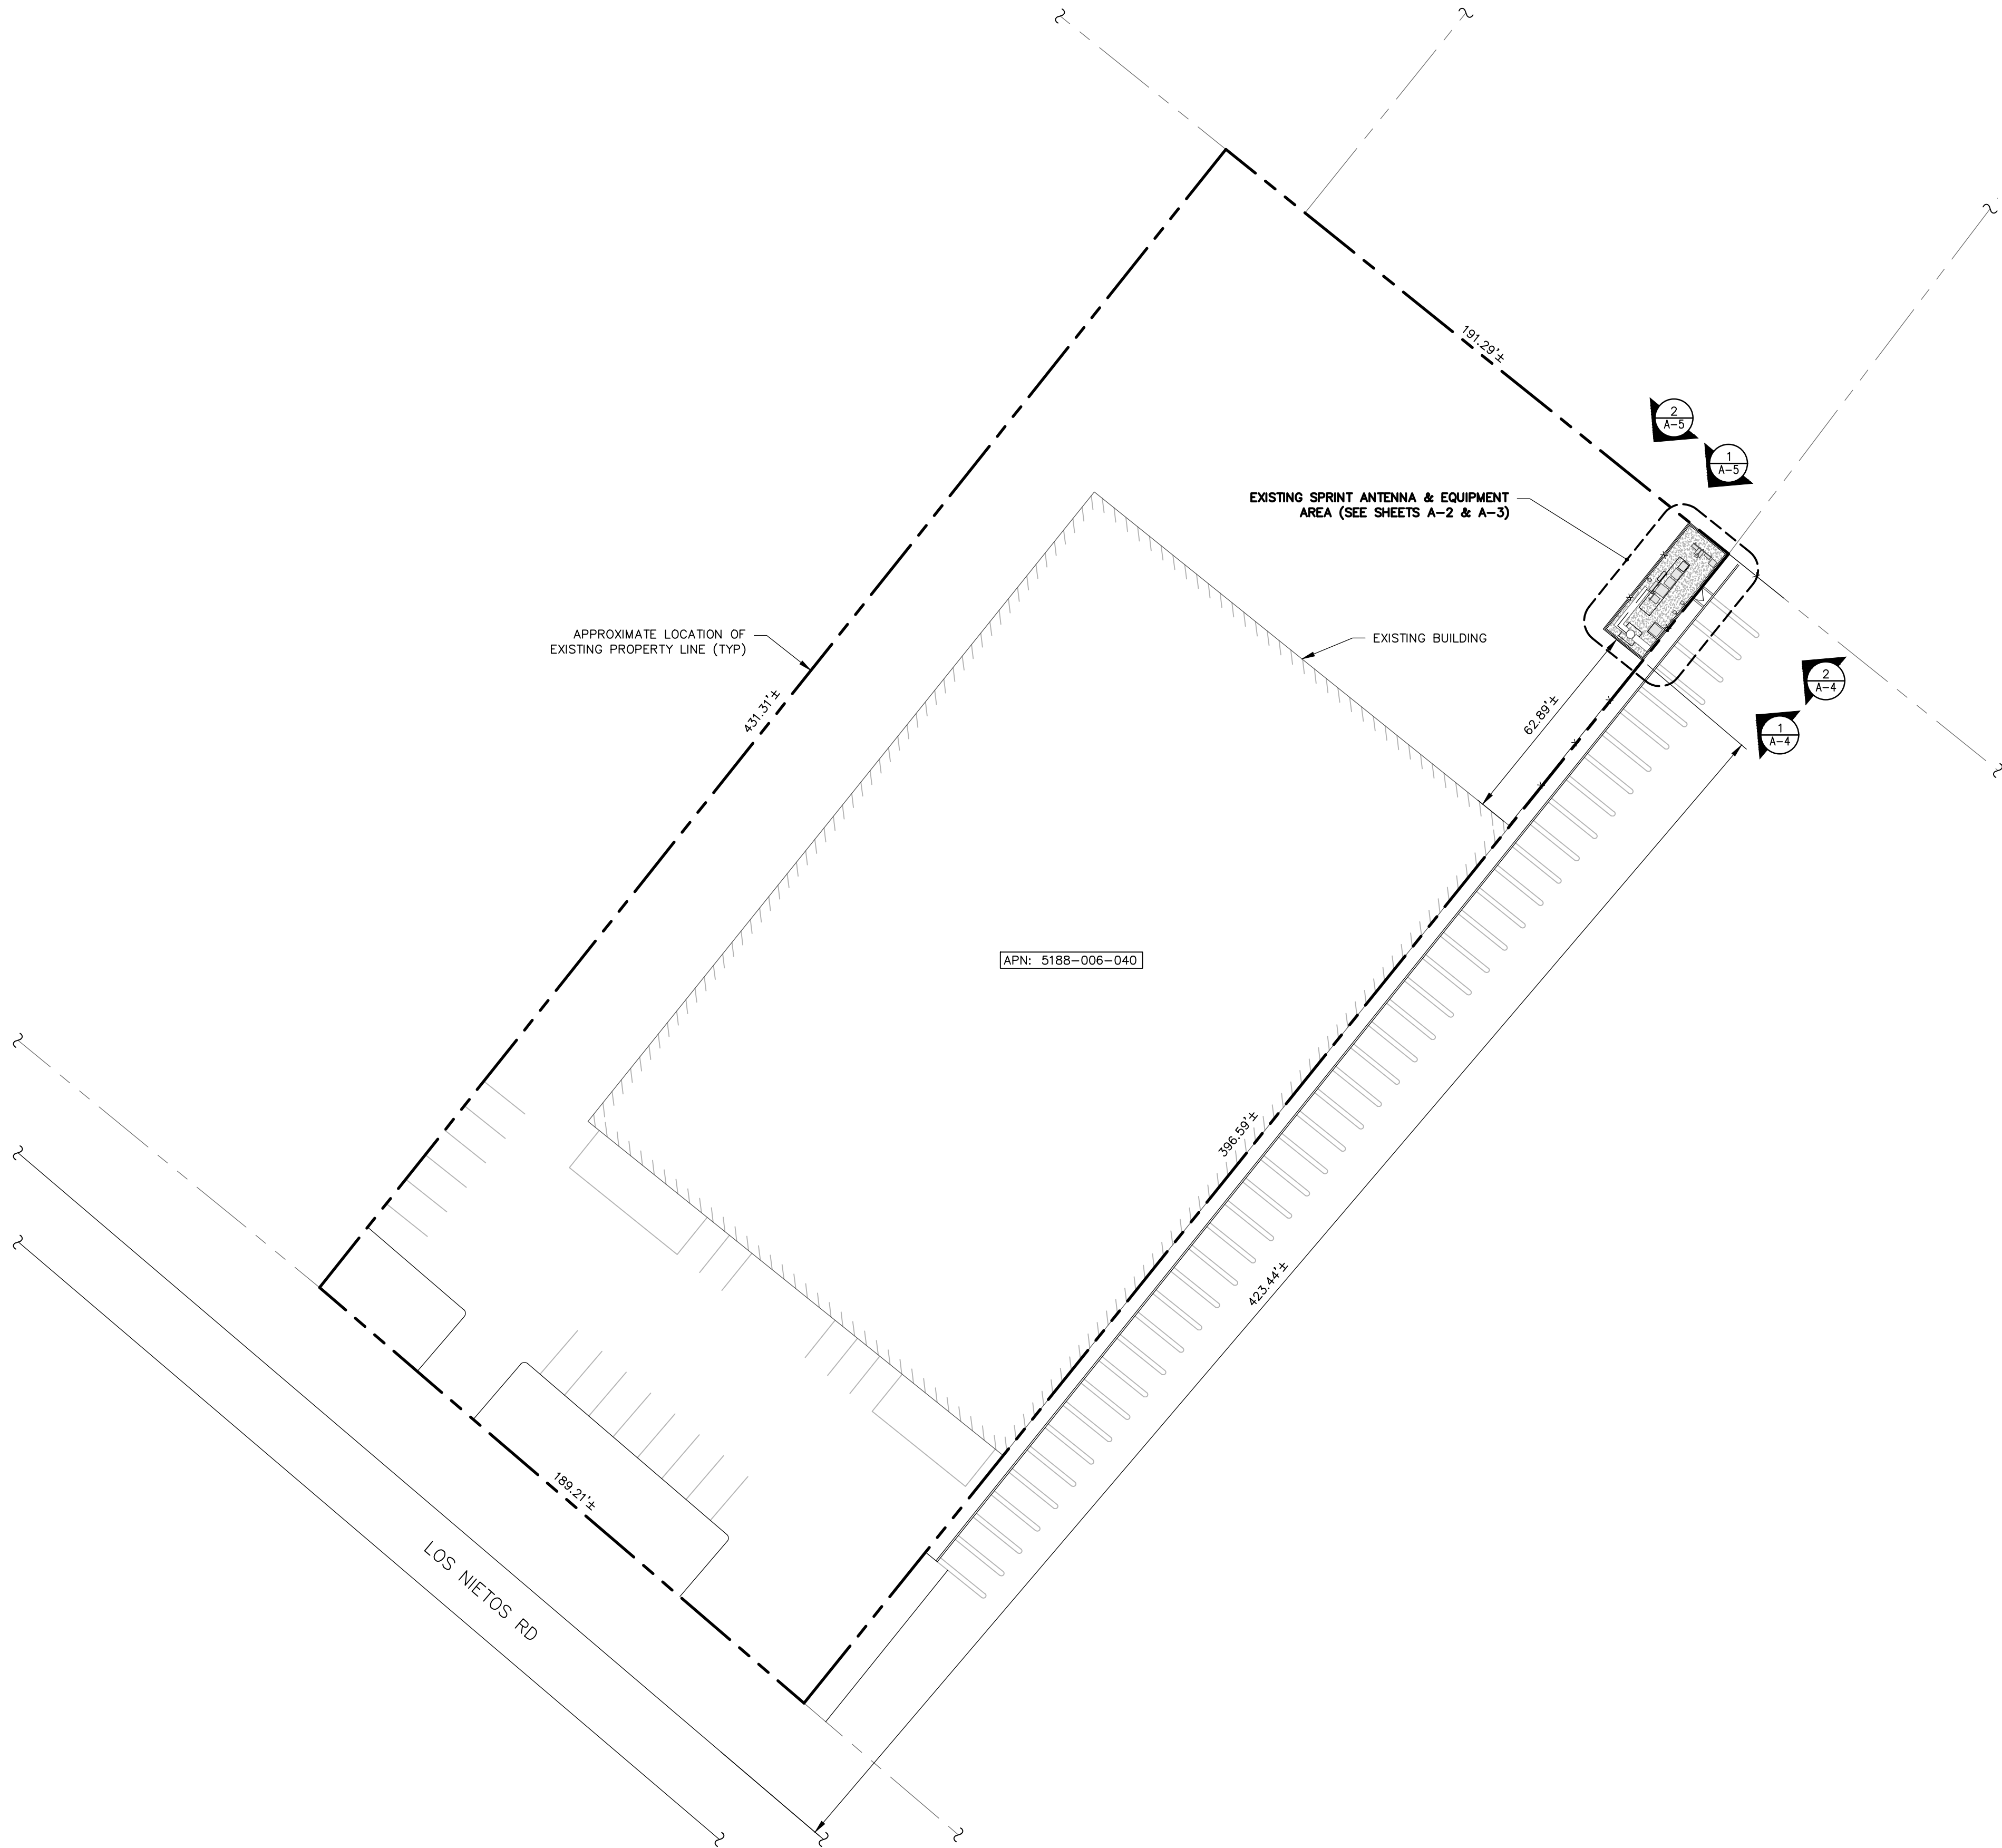 191.29'±
2
A-5
1
A-5
EXISTING SPRINT ANTENNA & EQUIPMENT
AREA (SEE SHEETS A-2 & A-3)
APPROXIMATE LOCATION OF
EXISTING PROPERTY LINE (TYP)
EXISTING BUILDING
431.31'±
62.89'±
2
A-4
1
A-4
APN: 5188-006-040
396.59'±
423.44'±
189.21'±
LOS NIETOS RD